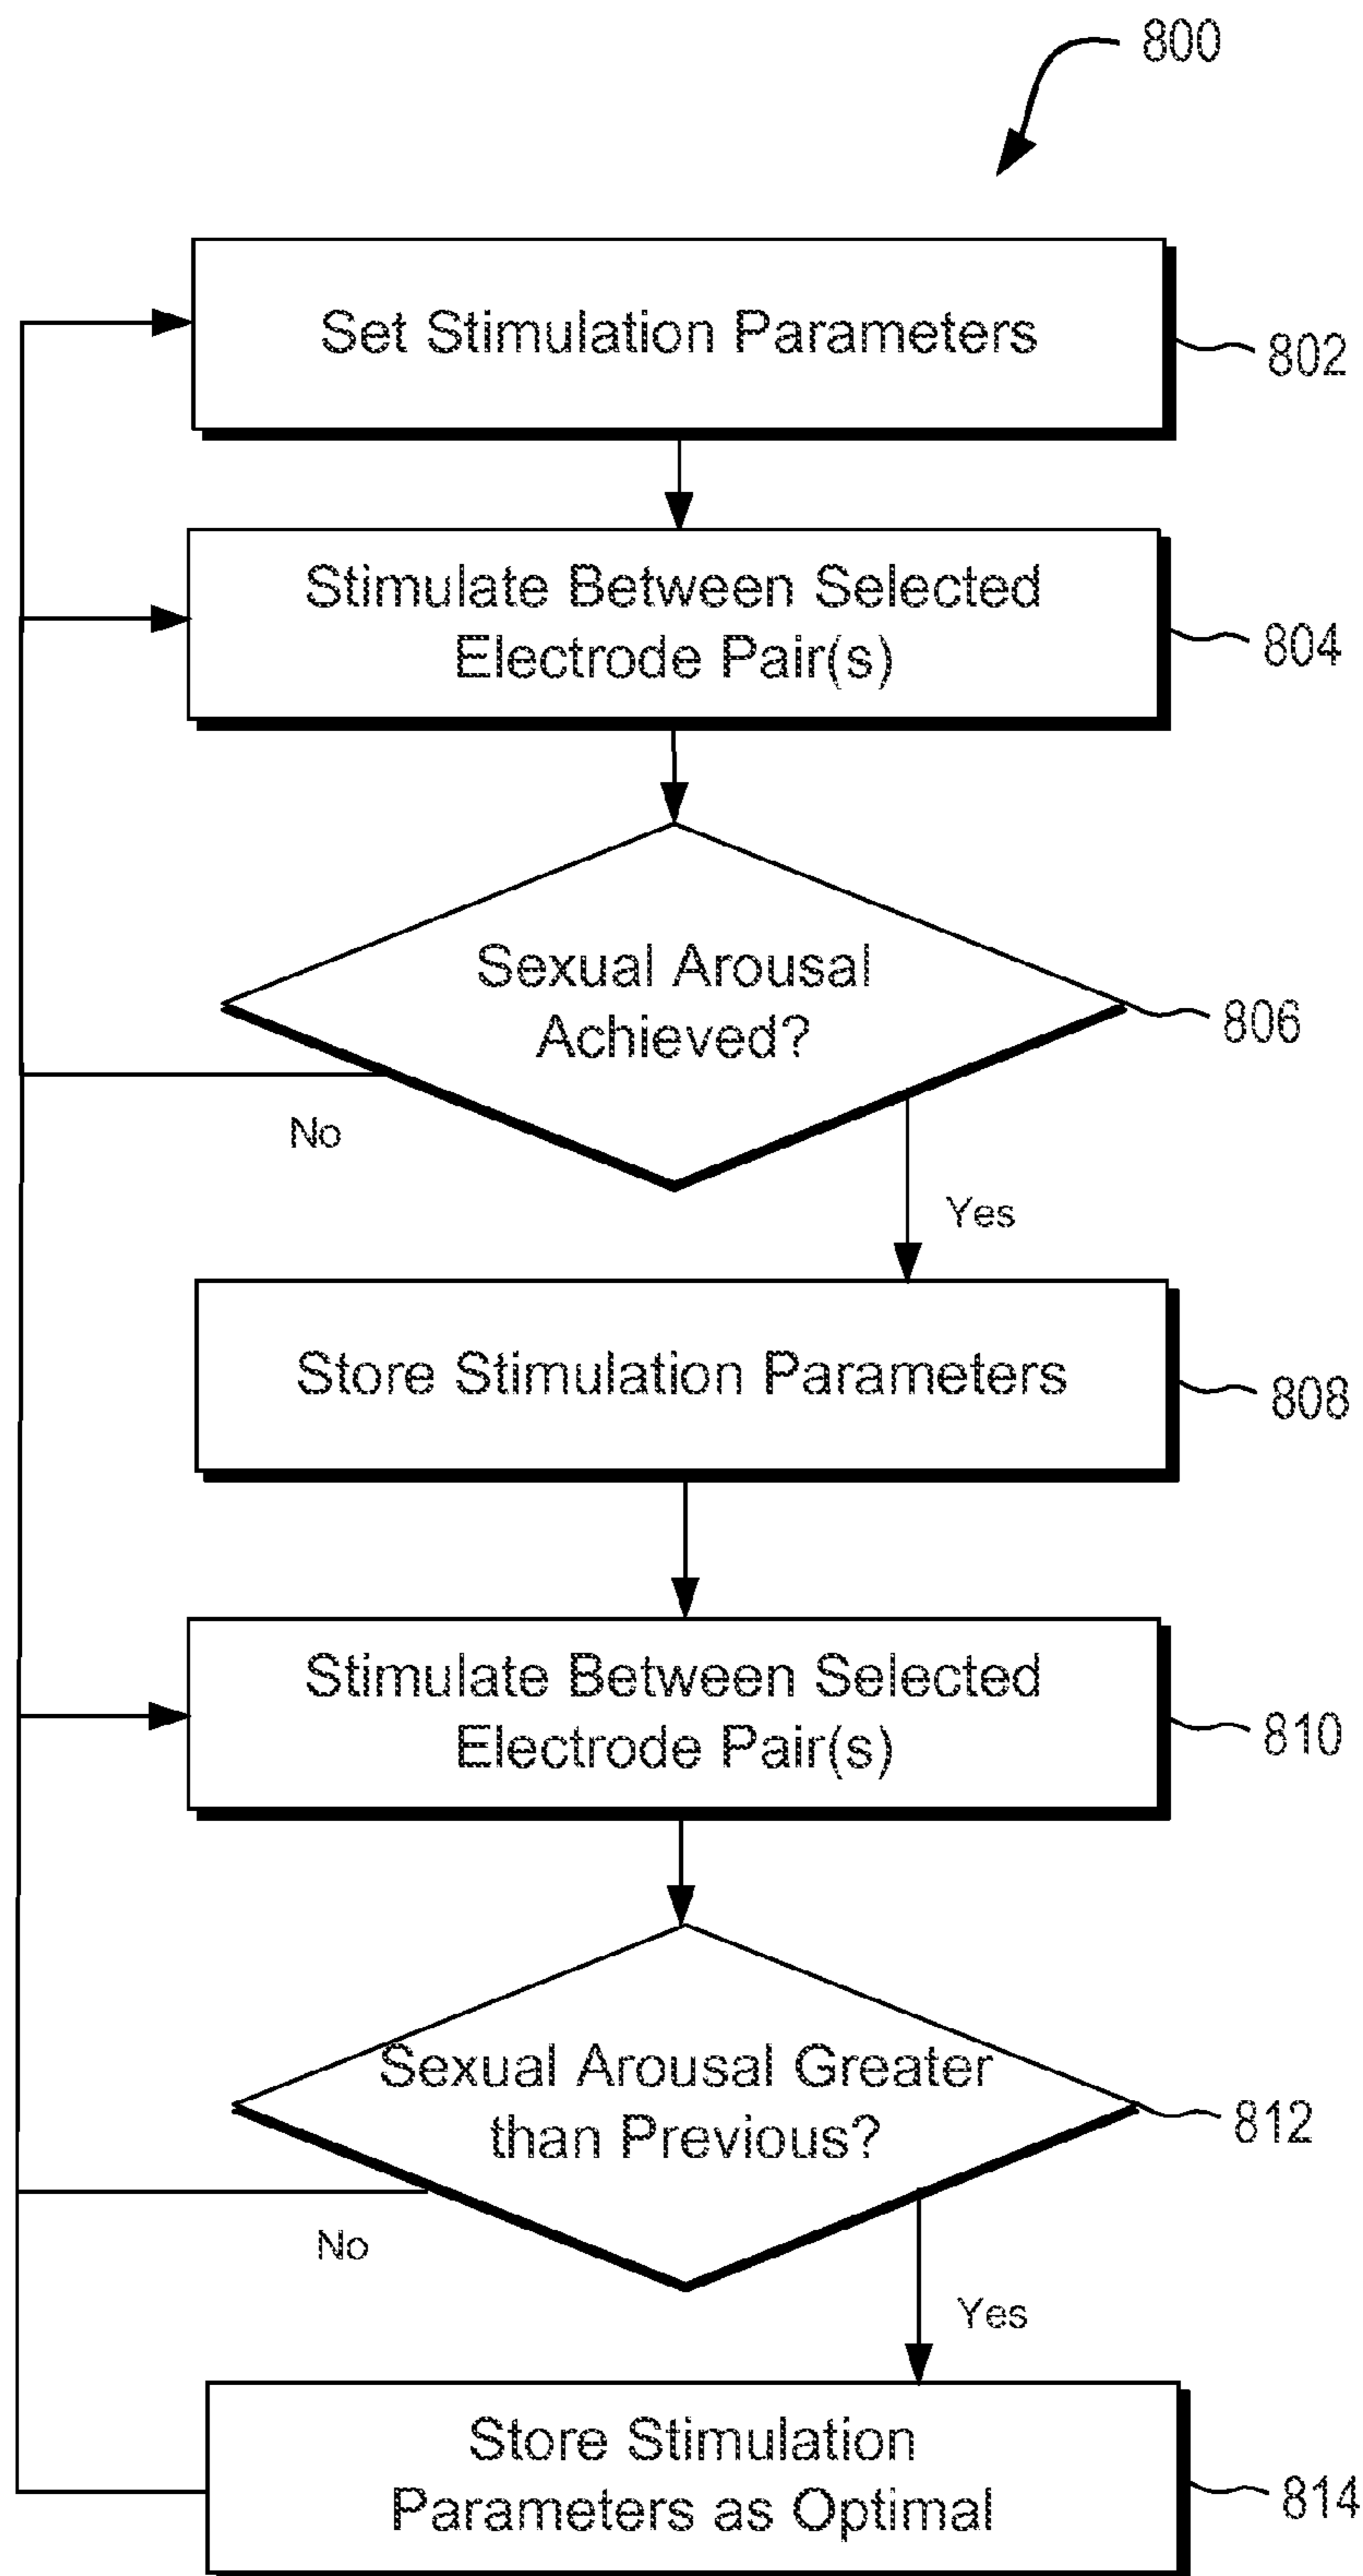 800
Set Stimulation Parameters
802
Stimulate Between Selected
Electrode Pair(s)
804
Sexual Arousal
Achieved?
806
No
Yes
Store Stimulation Parameters
808
Stimulate Between Selected
Electrode Pair(s)
810
Sexual Arousal Greater
than Previous?
812
No
Yes
Store Stimulation
Parameters as Optimal
814